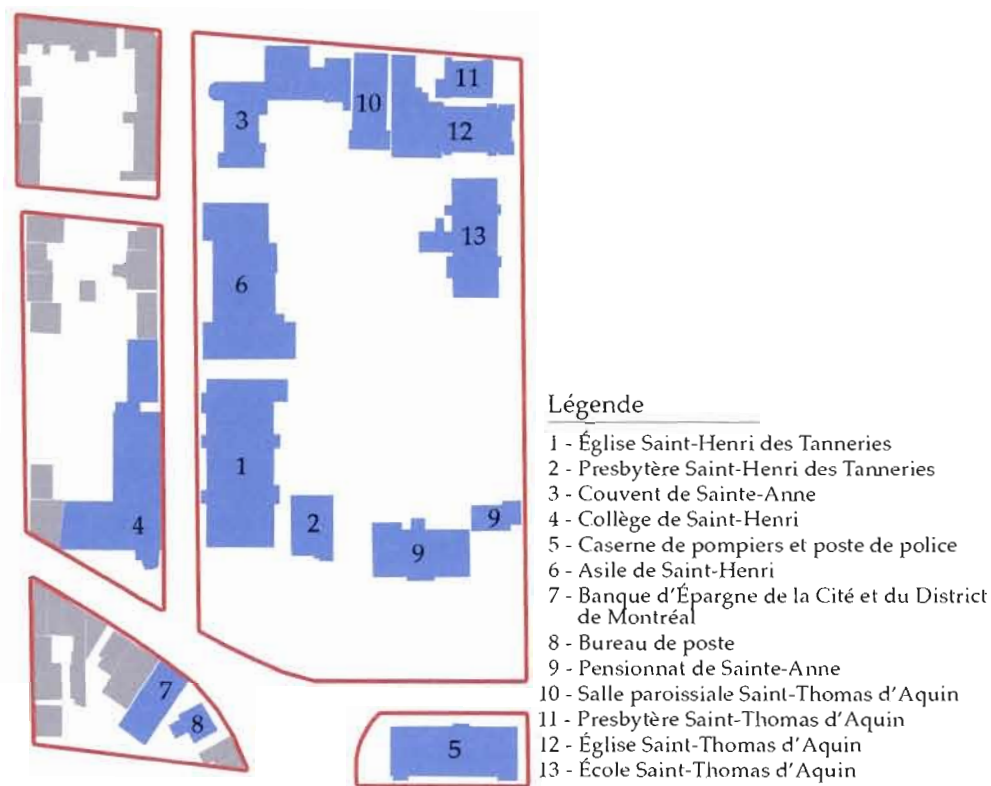 11
10
3
12
13
6
1
4
2
9
9
7
8
5
Légende
1 - Église Saint-Henri des Tanneries
2 - Presbytère Saint-Henri des Tanneries
3 - Couvent de Sainte-Anne
4 - Collège de Saint-Henri
5 - Caserne de pompiers et poste de police
6 - Asile de Saint-Henri
7 - Banque d'Épargne de la Cité et du District
de Montréal
8 - Bureau de poste
9 - Pensionnat de Sainte-Anne
10 - Salle paroissiale Saint-Thomas d'Aquin
11 - Presbytère Saint-Thomas d'Aquin
12 - Église Saint-Thomas d'Aquin
13 - École Saint-Thomas d'Aquin